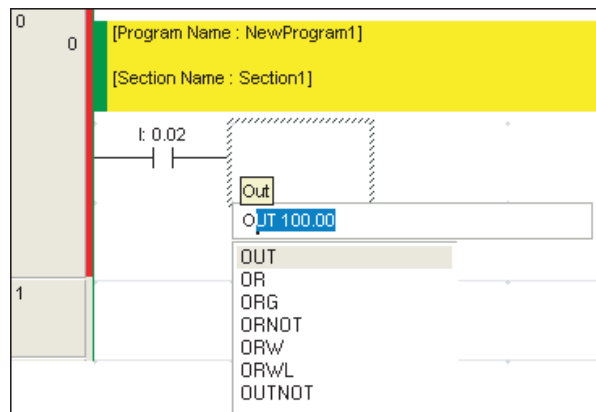 0
0
[Program Name : NewProgram1]
[Section Name : Section1]
I: 0.02
Out
OUT 100.00
OUT
OR
ORG
ORNOT
ORW
ORWL
OUTNOT
1